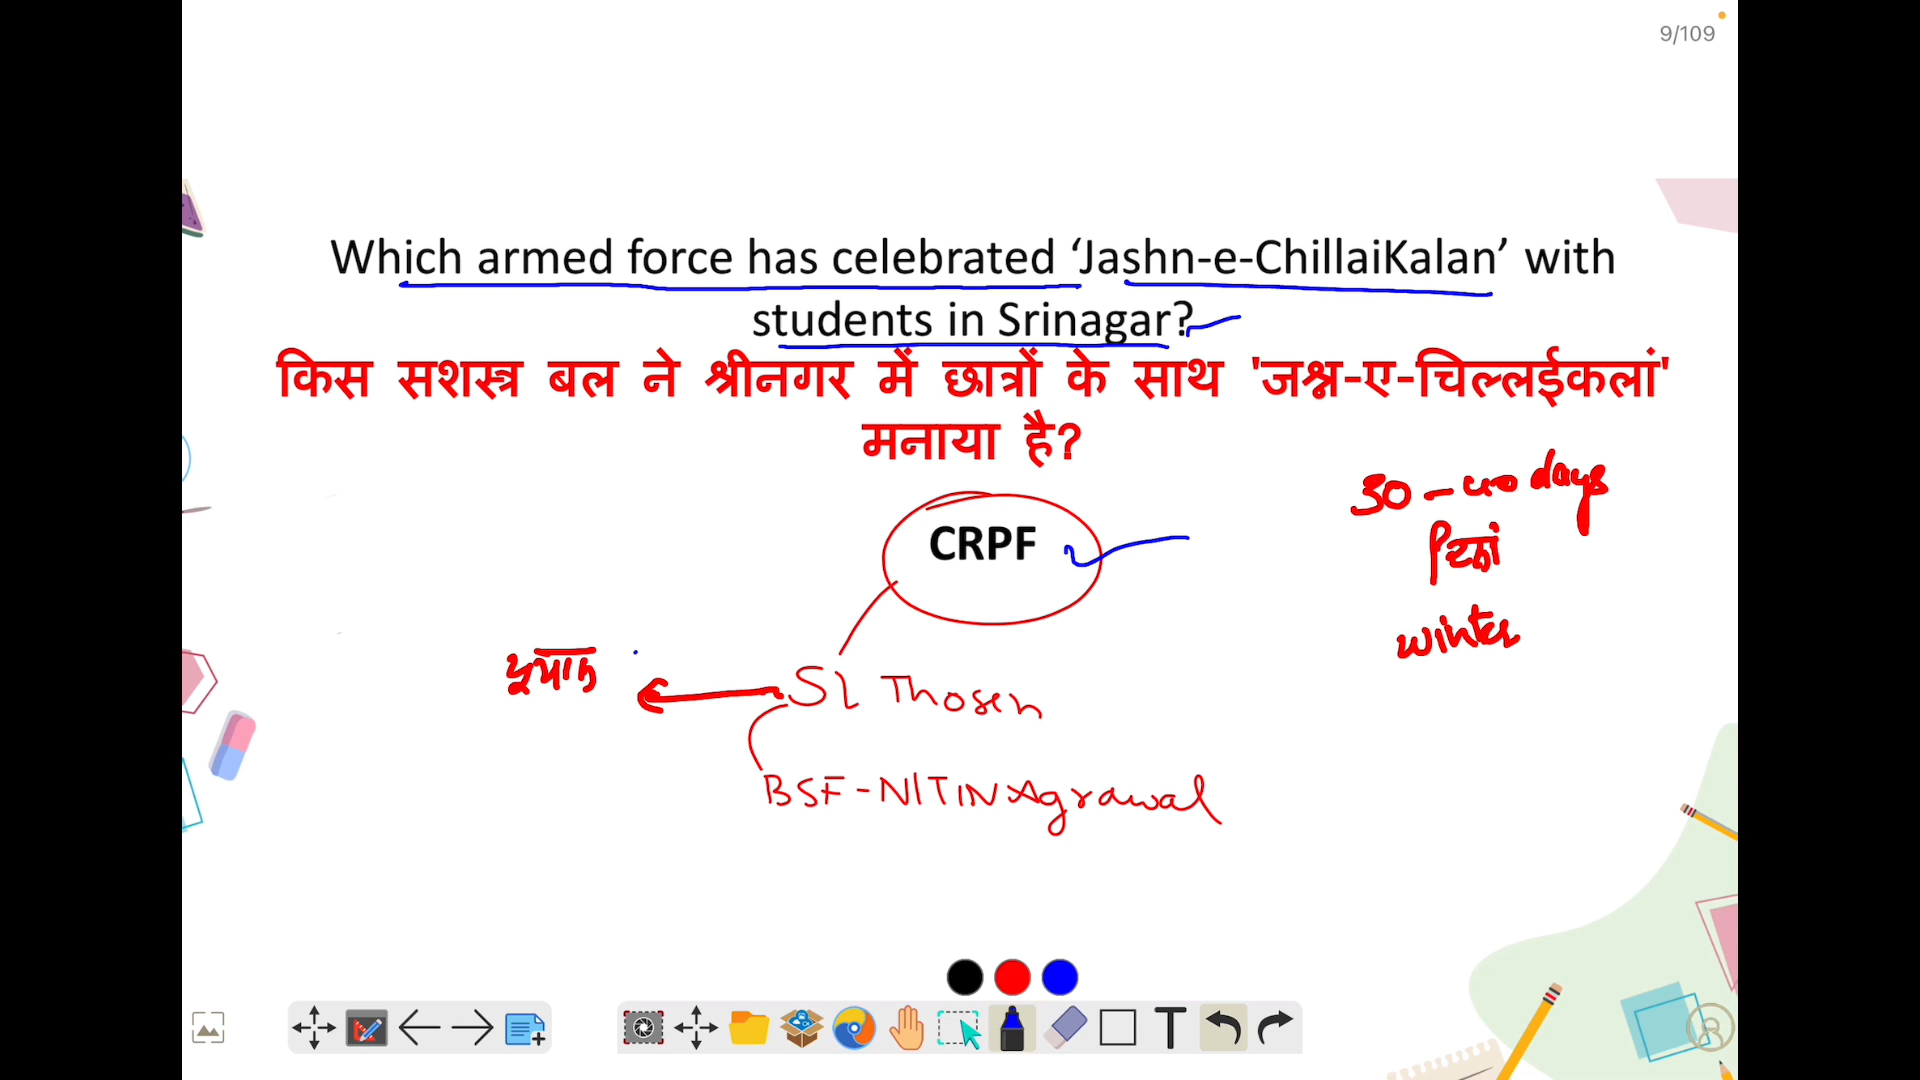 9/109
Which armed force has celebrated ‘Jashn-e-ChillaiKalan’ with
students in Srinagar?
किस सशस्त्र बल ने श्रीनगर में छात्रों के साथ 'जश्न-ए-चिल्लईकलां'
मनाया है?
30-40 days
CRPF
winter
SL Thosen
BSF-NITIN Agrawal
T